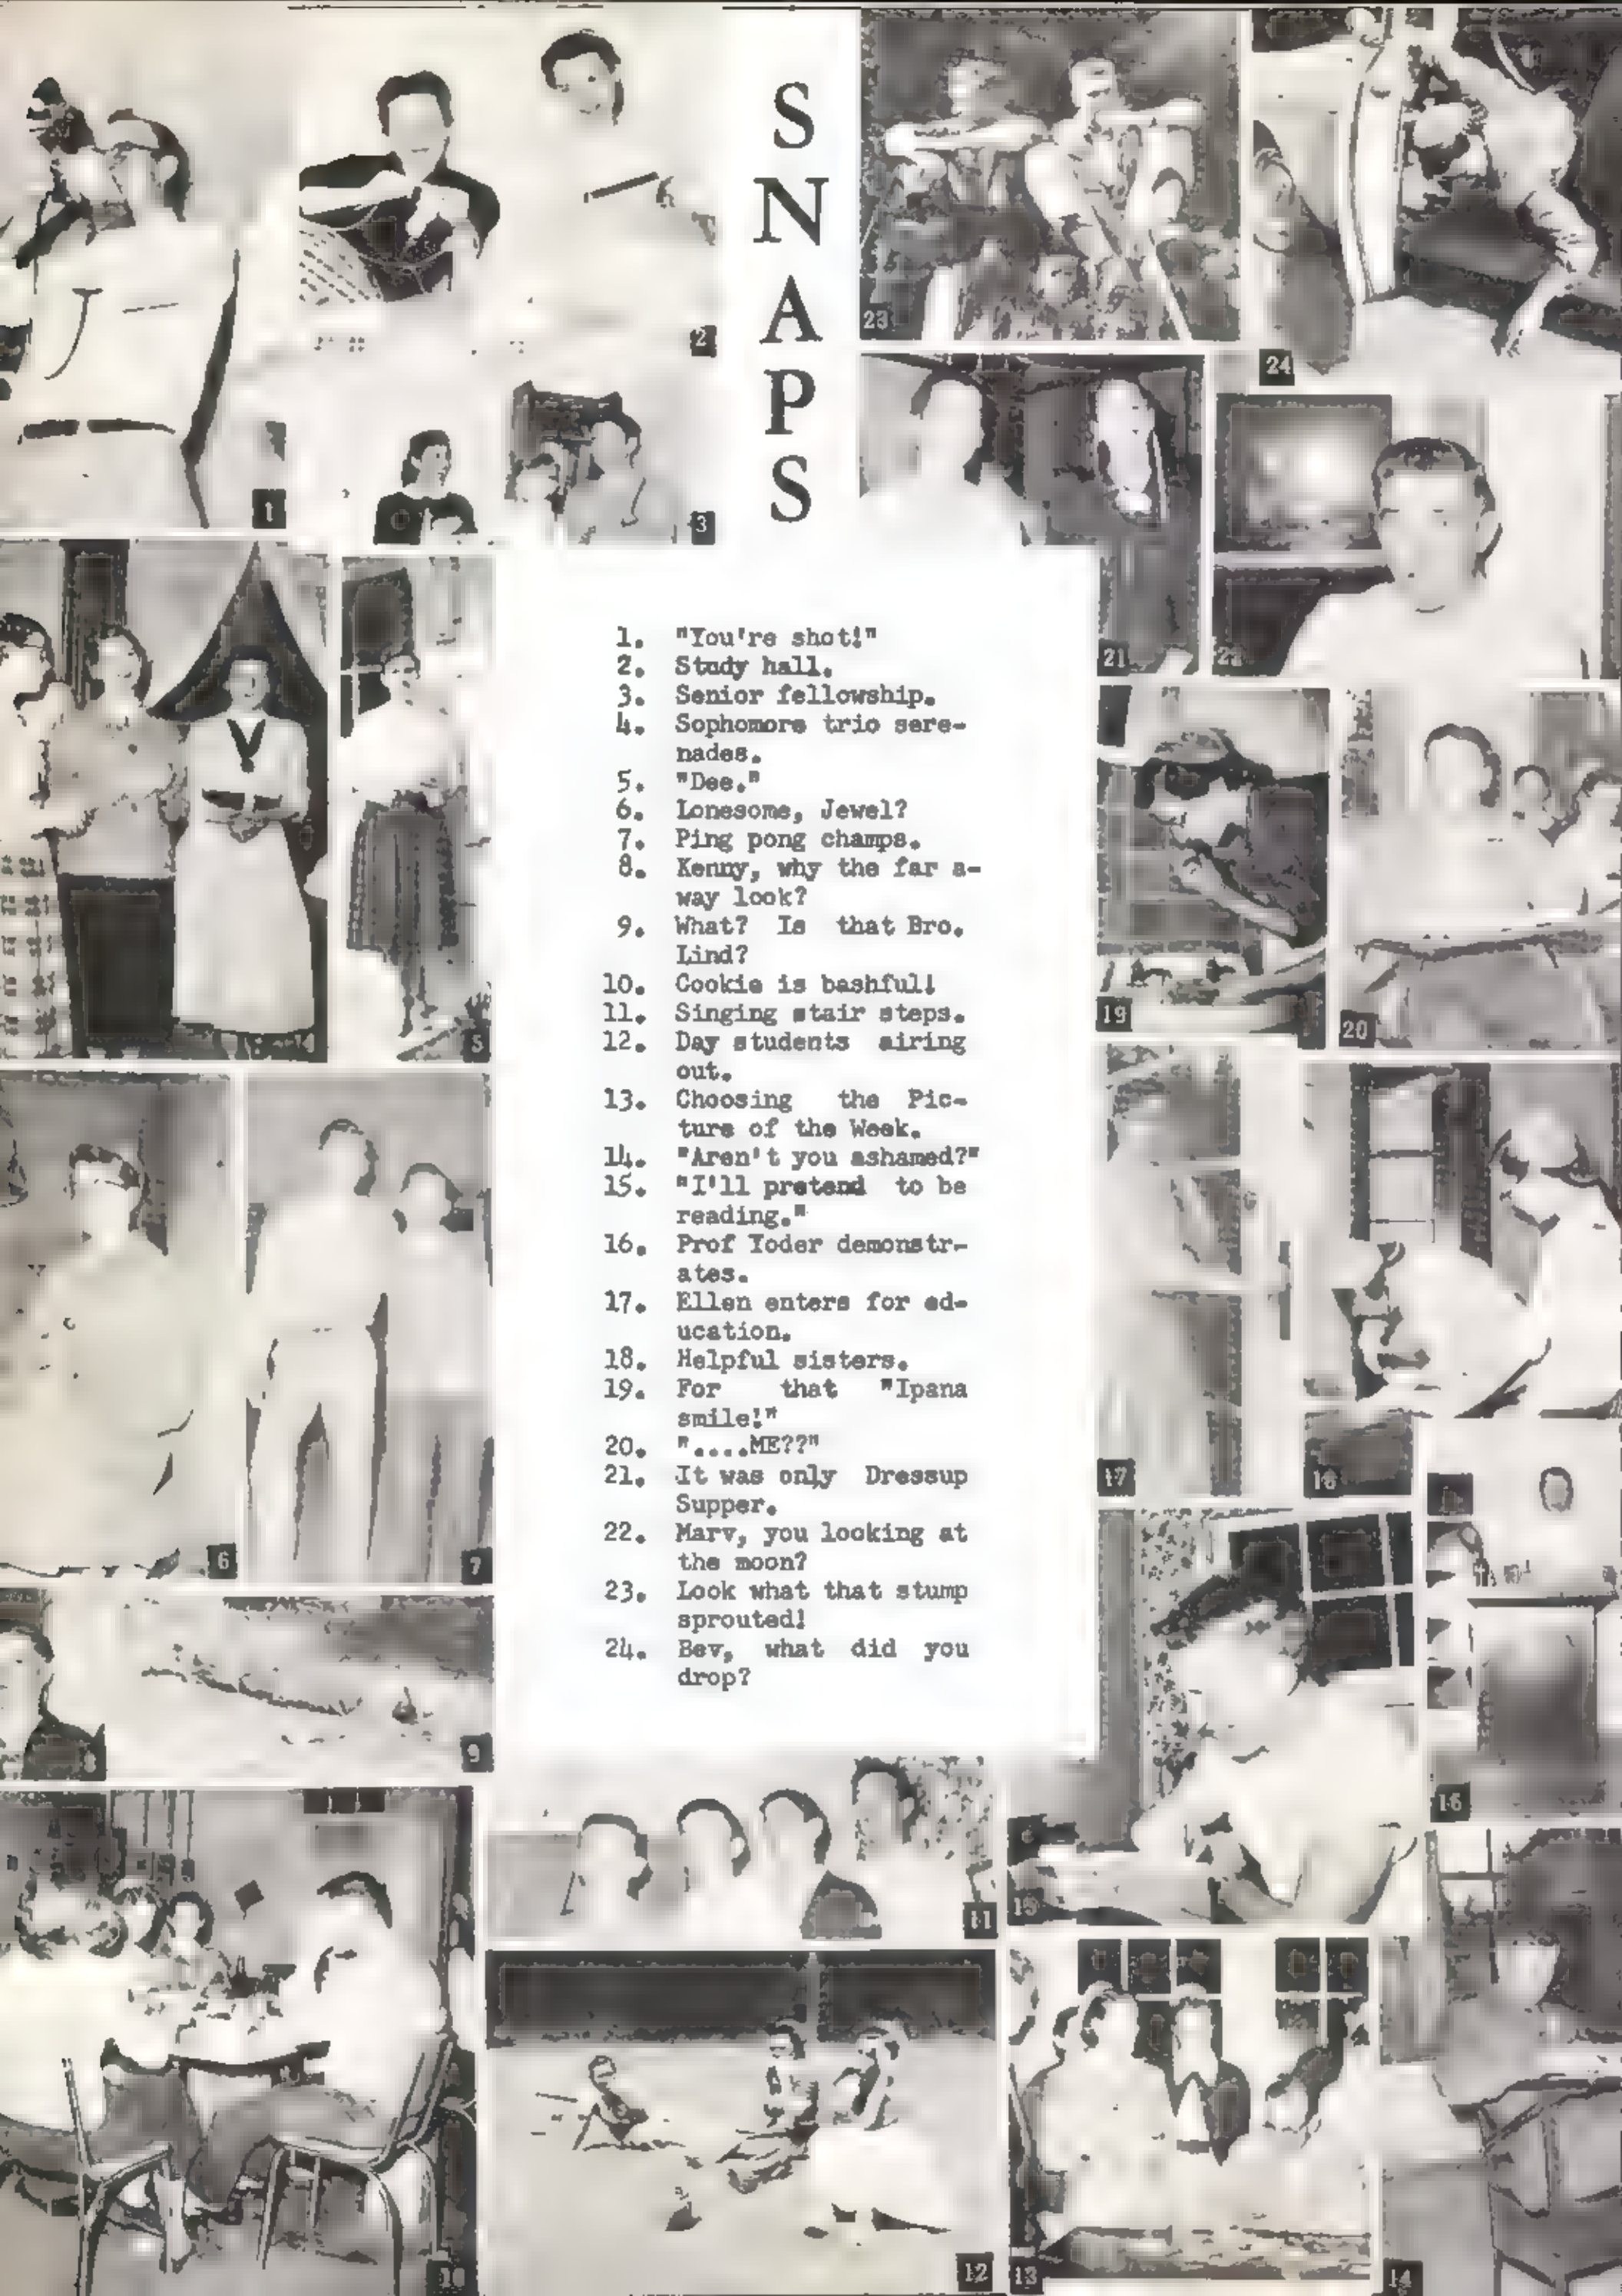 S
N
A
P
S
1. "You're shot!"
2. Study hall.
3. Senior fellowship.
4. Sophomore trio sere-
nades.
5. "Dee."
6. Lonesome, Jewel?
7. Ping pong champs.
8. Kenny, why the far a-
way look?
9. What? Is that Bro.
Lind?
10. Cookie is bashful!
11. Singing stair steps.
12. Day students airing
out.
13. Choosing the Pic-
ture of the Week.
14. "Aren't you ashamed?"
15. "I'll pretend to be
reading."
16. Prof Yoder demonstr-
ates.
17. Ellen enters for ed-
ucation.
18. Helpful sisters.
19. For that "Ipana
smile!"
20. "....ME??"
21. It was only Dressup
Supper.
22. Marv, you looking at
the moon?
23. Look what that stump
sprouted!
24. Bev, what did you
drop?
1
2
3
4
5
6
7
8
9
10
11
12
13
14
15
16
17
18
19
20
21
22
23
24